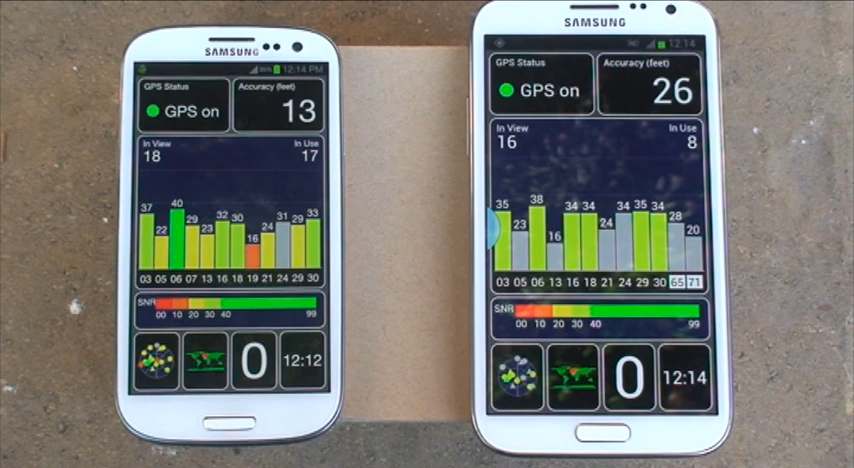 SAMSUNG
12:14 PM
GPS Status
GPS on
Accuracy (feet)
13
In View
18
In Use
17
37 22 40 29 23 32 30 16 24 31 29 33
03 05 06 07 13 16 18 19 21 24 29 30
SNR
00 10 20 30 40 99
0
12:12
SAMSUNG
12:14
GPS Status
GPS on
Accuracy (feet)
26
In View
16
In Use
8
35 23 38 16 34 34 24 34 35 34 28 20
03 05 06 13 16 18 21 24 29 30 65 71
SNR
00 10 20 30 40 99
0
12:14